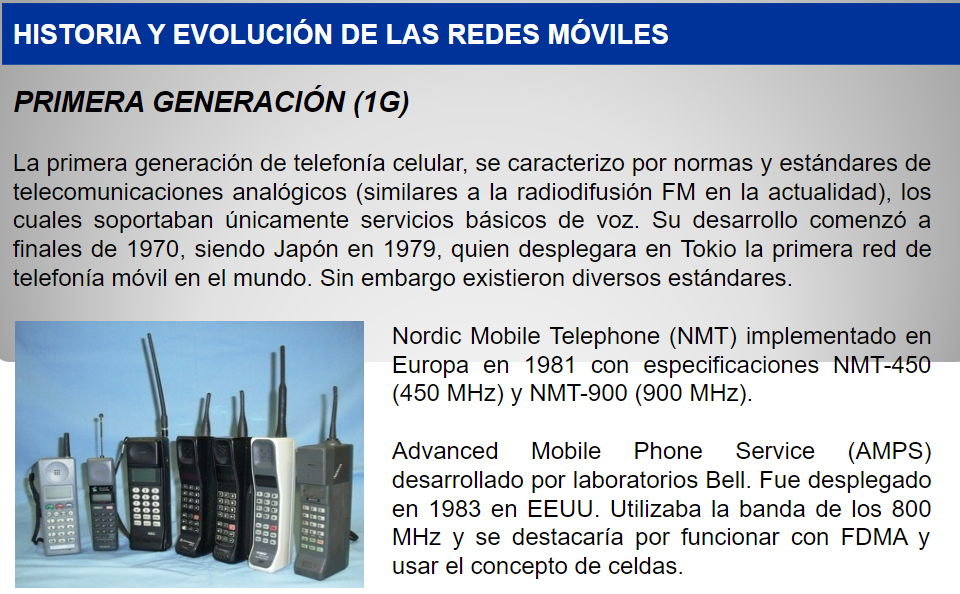 HISTORIA Y EVOLUCIÓN DE LAS REDES MÓVILES
PRIMERA GENERACIÓN (1G)
La primera generación de telefonía celular, se caracterizo por normas y estándares de
telecomunicaciones analógicos (similares a la radiodifusión FM en la actualidad), los
cuales soportaban únicamente servicios básicos de voz. Su desarrollo comenzó a
finales de 1970, siendo Japón en 1979, quien desplegara en Tokio la primera red de
telefonía móvil en el mundo. Sin embargo existieron diversos estándares.
Nordic Mobile Telephone (NMT) implementado en
Europa en 1981 con especificaciones NMT-450
(450 MHz) y NMT-900 (900 MHz).
Advanced Mobile Phone Service (AMPS)
desarrollado por laboratorios Bell. Fue desplegado
en 1983 en EEUU. Utilizaba la banda de los 800
MHz y se destacaría por funcionar con FDMA y
usar el concepto de celdas.